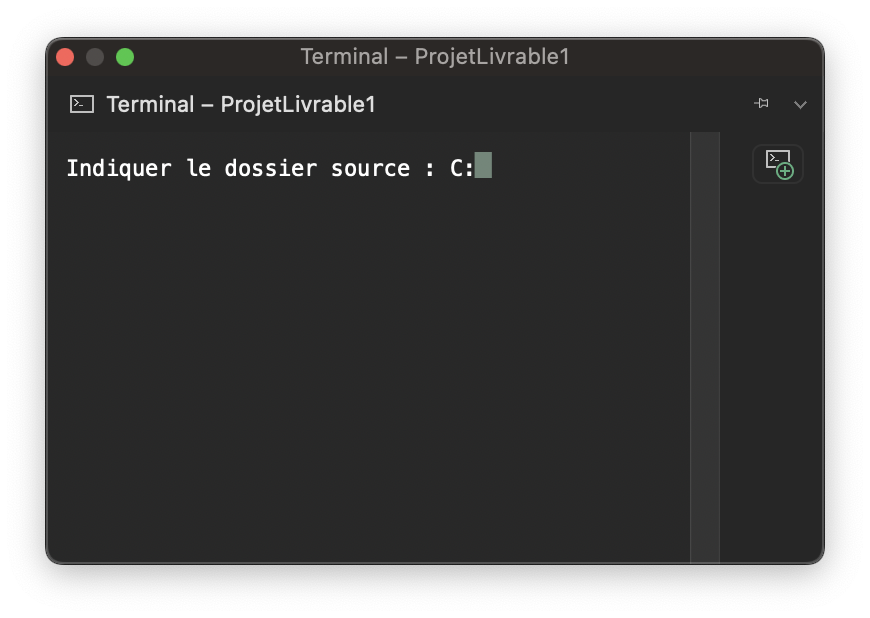 Terminal – ProjetLivrable1
Terminal – ProjetLivrable1
Indiquer le dossier source : C: